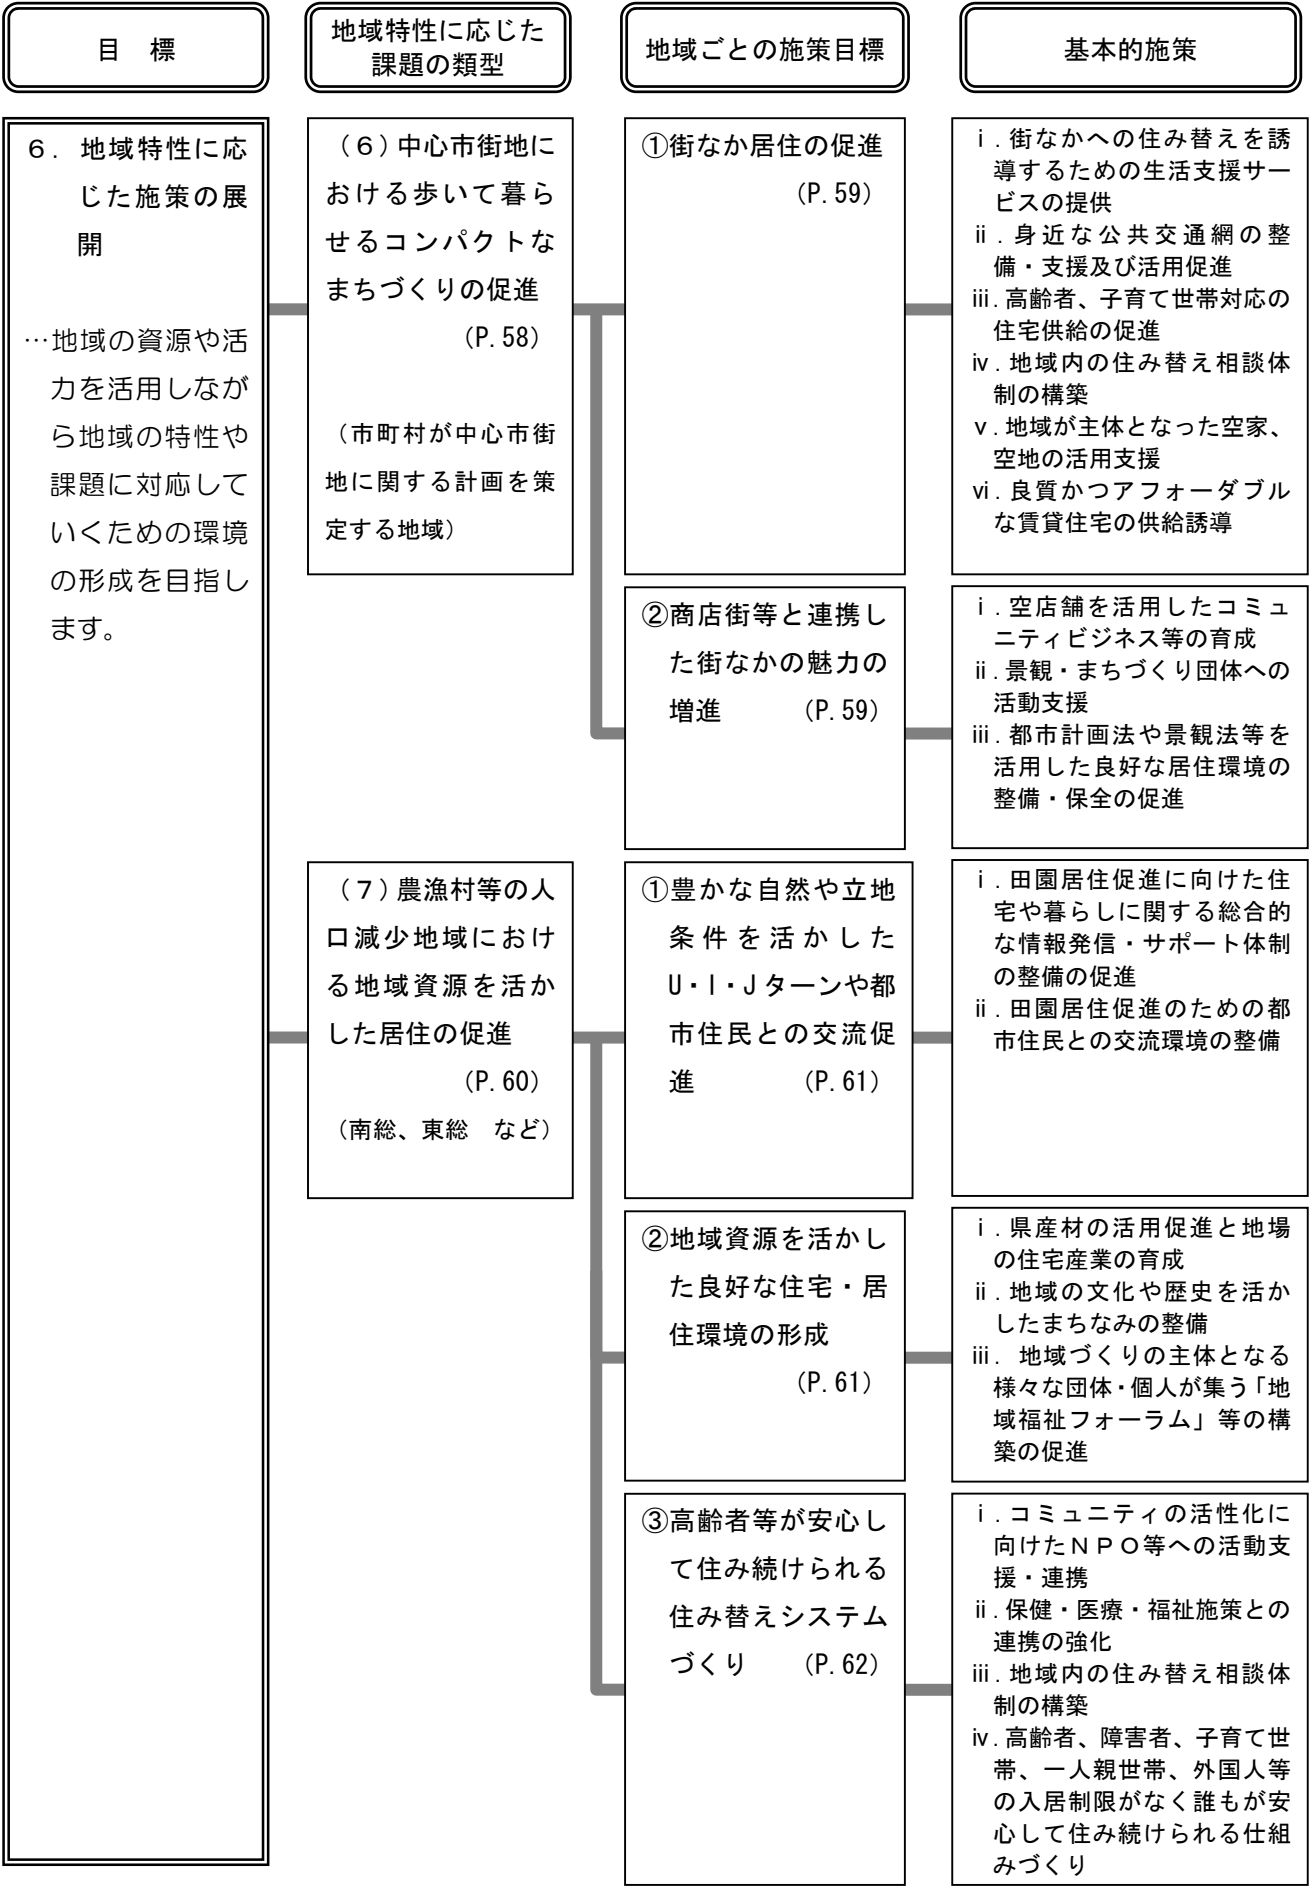 目　標
地域特性に応じた
課題の類型
地域ごとの施策目標
基本的施策
６．地域特性に応
じた施策の展
開
…地域の資源や活
力を活用しなが
ら地域の特性や
課題に対応して
いくための環境
の形成を目指し
ます。
（６）中心市街地に
おける歩いて暮ら
せるコンパクトな
まちづくりの促進
（P.58）
（市町村が中心市街
地に関する計画を策
定する地域）
①街なか居住の促進
（P.59）
ⅰ.街なかへの住み替えを誘
導するための生活支援サー
ビスの提供
ⅱ.身近な公共交通網の整
備・支援及び活用促進
ⅲ.高齢者、子育て世帯対応の
住宅供給の促進
ⅳ.地域内の住み替え相談体
制の構築
ⅴ.地域が主体となった空家、
空地の活用支援
ⅵ.良質かつアフォーダブル
な賃貸住宅の供給誘導
②商店街等と連携し
た街なかの魅力の
増進　　（P.59）
ⅰ.空店舗を活用したコミュ
ニティビジネス等の育成
ⅱ.景観・まちづくり団体への
活動支援
ⅲ.都市計画法や景観法等を
活用した良好な居住環境の
整備・保全の促進
（７）農漁村等の人
口減少地域におけ
る地域資源を活か
した居住の促進
（P.60）
（南総、東総　など）
①豊かな自然や立地
条件を活かした
U・I・Jターンや都
市住民との交流促
進　　　（P.61）
ⅰ.田園居住促進に向けた住
宅や暮らしに関する総合的
な情報発信・サポート体制
の整備の促進
ⅱ.田園居住促進のための都
市住民との交流環境の整備
②地域資源を活かし
た良好な住宅・居
住環境の形成
（P.61）
ⅰ.県産材の活用促進と地場
の住宅産業の育成
ⅱ.地域の文化や歴史を活か
したまちなみの整備
ⅲ. 地域づくりの主体となる
様々な団体・個人が集う「地
域福祉フォーラム」等の構
築の促進
③高齢者等が安心し
て住み続けられる
住み替えシステム
づくり　　（P.62）
ⅰ.コミュニティの活性化に
向けたＮＰＯ等への活動支
援・連携
ⅱ.保健・医療・福祉施策との
連携の強化
ⅲ.地域内の住み替え相談体
制の構築
ⅳ.高齢者、障害者、子育て世
帯、一人親世帯、外国人等
の入居制限がなく誰もが安
心して住み続けられる仕組
みづくり